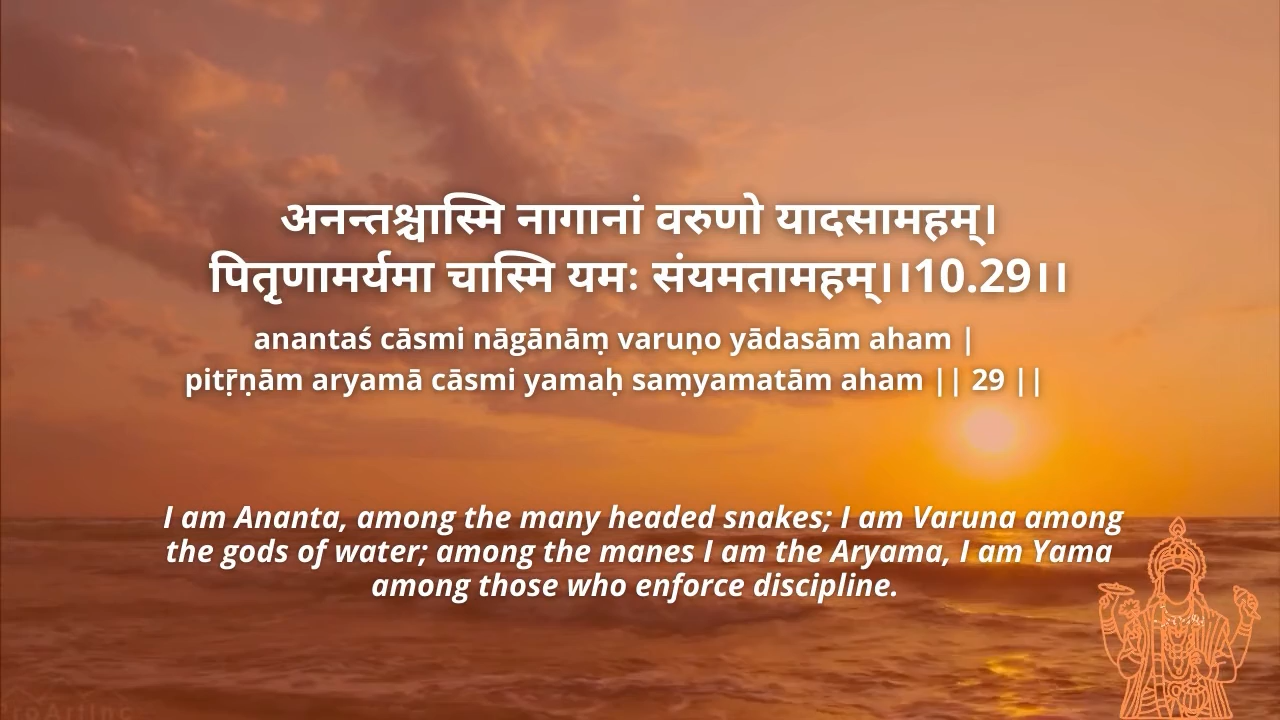 अनन्तश्चास्मि नागानां वरुणो यादसामहम्।
पितृणामर्यमा चास्मि यमः संयमतामहम्।।10.29।।
anantaś cāsmi nāgānāṃ varuṇo yādasām aham |
pitṝṇām aryamā cāsmi yamaḥ saṃyamatām aham || 29 ||
I am Ananta, among the many headed snakes; I am Varuna among
the gods of water; among the manes I am the Aryama, I am Yama
among those who enforce discipline.